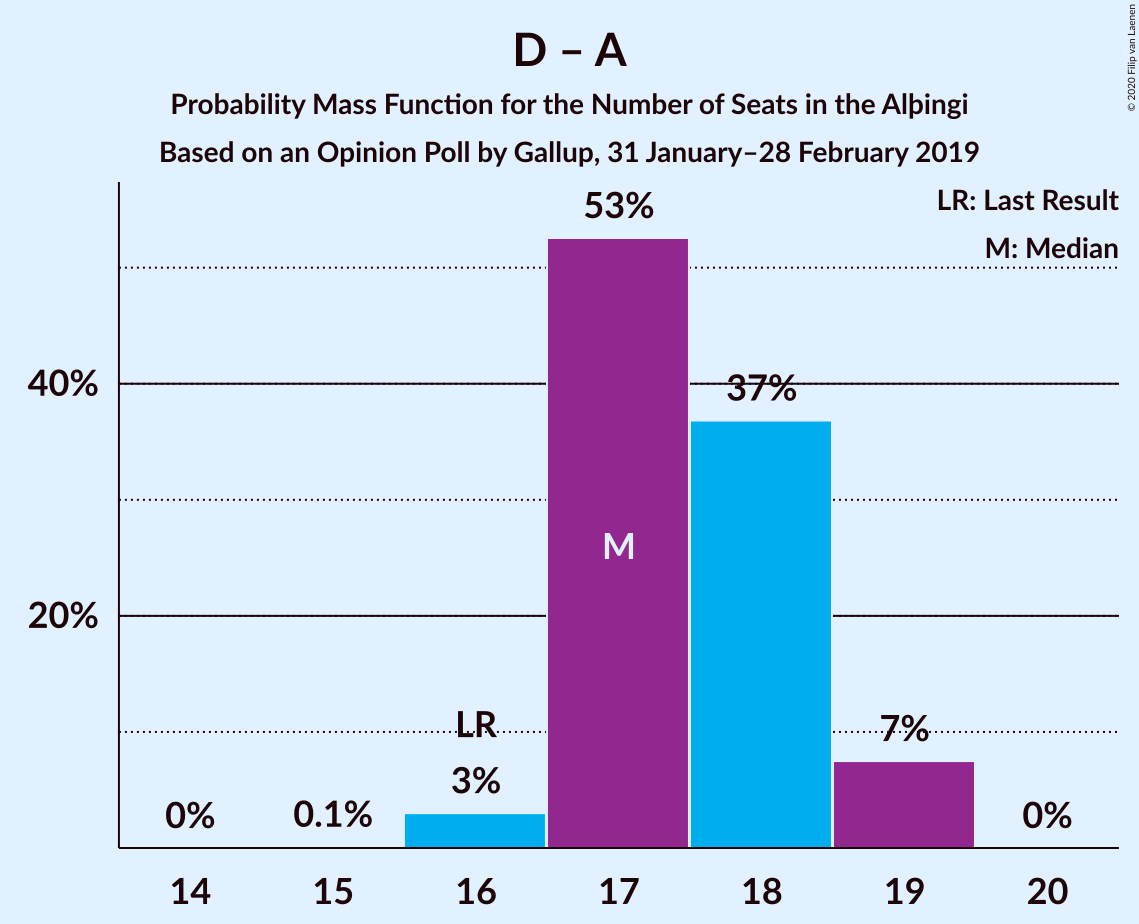 D – A
Probability Mass Function for the Number of Seats in the Alþingi
Based on an Opinion Poll by Gallup, 31 January–28 February 2019
© 2020 Filip van Laenen
LR: Last Result
M: Median
53%
40%
37%
M
20%
LR
7%
3%
0%
0.1%
0%
14
15
16
17
18
19
20